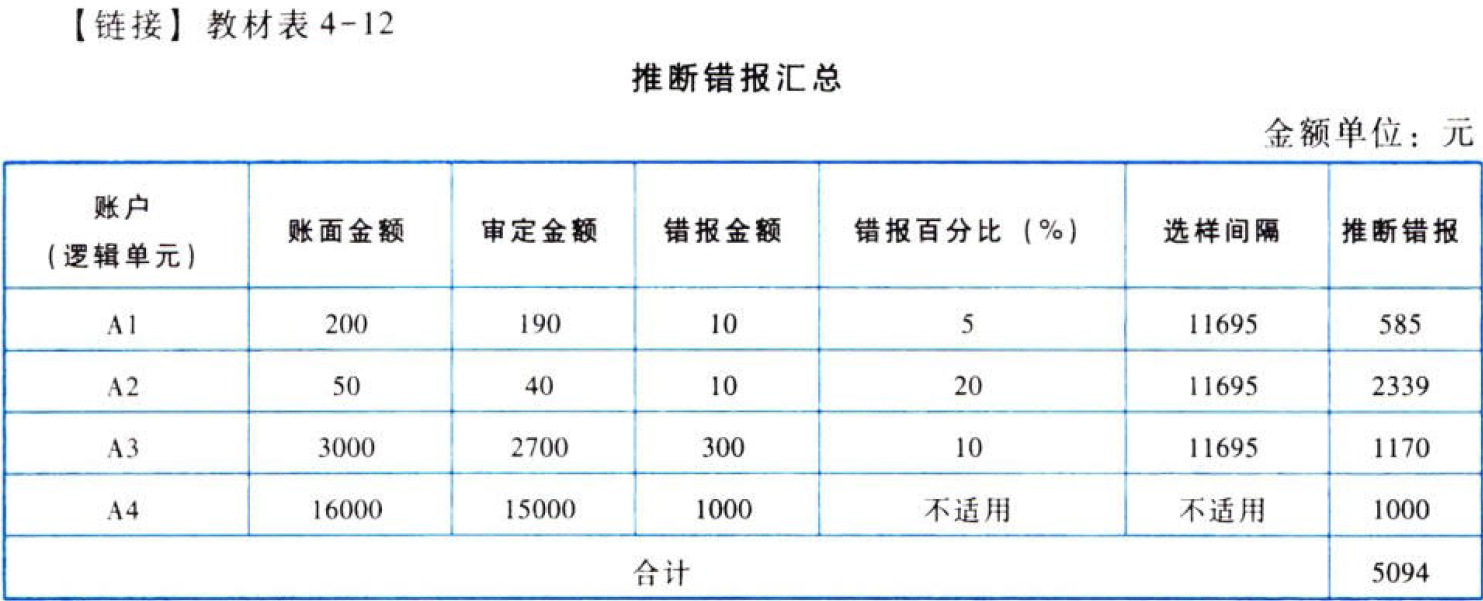 【链接】教材表 4-12
推断错报汇总
金额单位：元
账户
（逻辑单元） 账面金额 审定金额 错报金额 错报百分比（%） 选样间隔 推断错报
A1 200 190 10 5 11695 585
A2 50 40 10 20 11695 2339
A3 3000 2700 300 10 11695 1170
A4 16000 15000 1000 不适用 不适用 1000
合计 5094